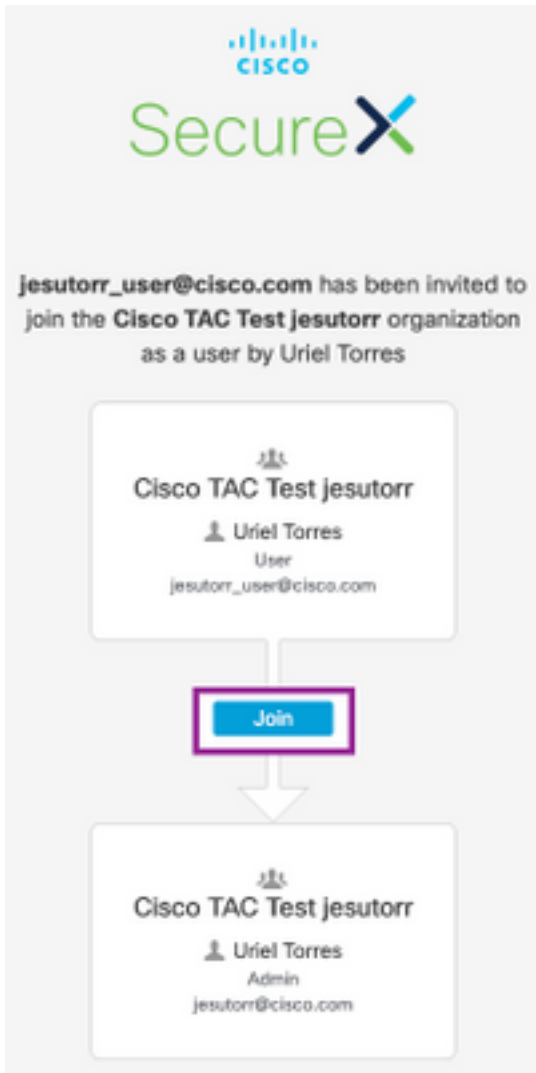 CISCO
SecureX
jesutorr_user@cisco.com has been invited to
join the Cisco TAC Test jesutorr organization
as a user by Uriel Torres
Cisco TAC Test jesutorr
Uriel Torres
User
jesutorr_user@cisco.com
Join
Cisco TAC Test jesutorr
Uriel Torres
Admin
jesutorr@cisco.com